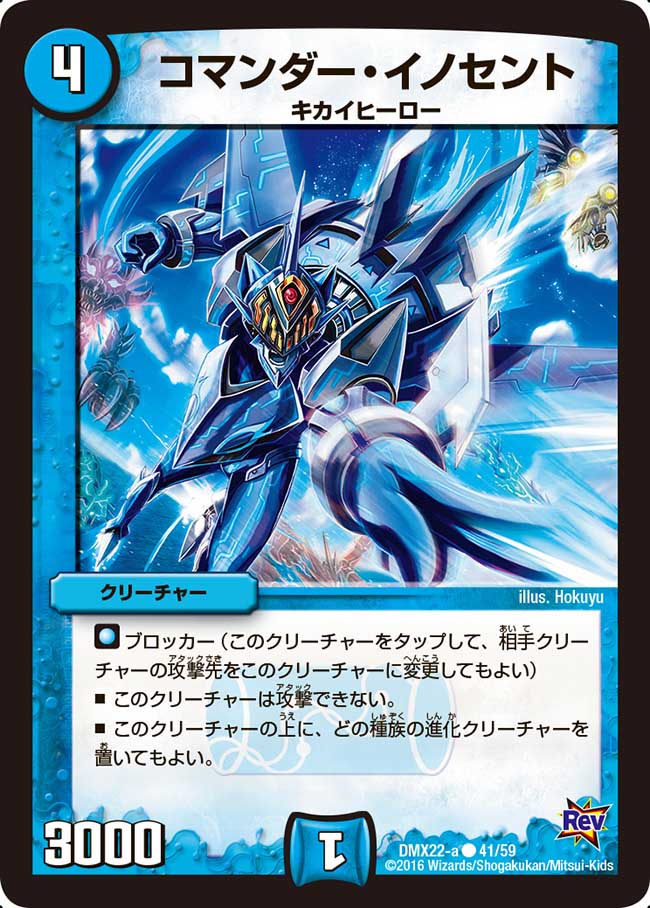 4
コマンダー・イノセント
キカイヒーロー
クリーチャー
illus. Hokuyu
ブロッカー（このクリーチャーをタップして、相手クリー
チャーの攻撃先をこのクリーチャーに変更してもよい）
■ このクリーチャーは攻撃できない。
■ このクリーチャーの上に、どの種族の進化クリーチャーを
置いてもよい。
3000
1
Rev
DMX22-a●41/59
©2016 Wizards/Shogakukan/Mitsui-Kids